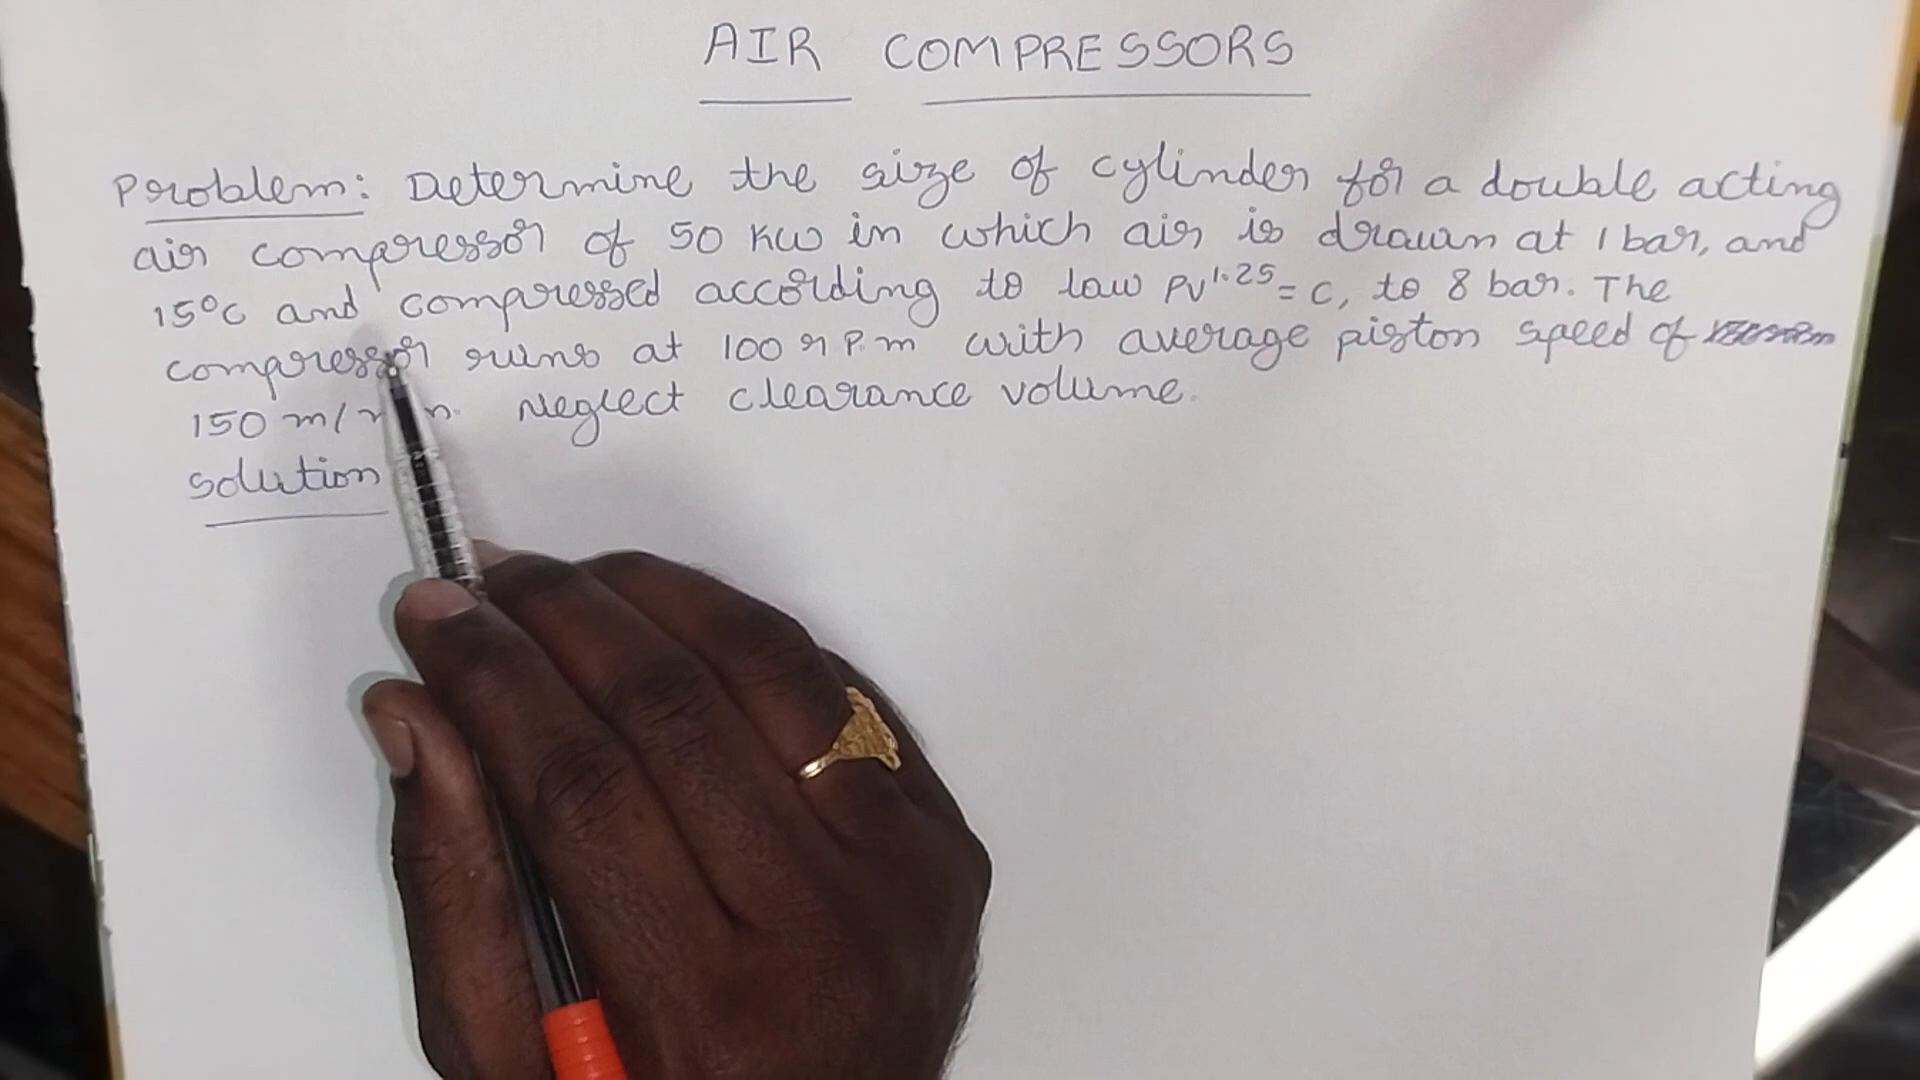 AIR COMPRESSORS
Problem: Determine the size of cylinder for a double acting
air compressor of 50 KW in which air is drawn at 1 bar, and
15°C and compressed according to law PV^1.25 = C, to 8 bar. The
compressor runs at 100 r.P.m with average piston speed of
150 m/ Neglect clearance volume.
solution